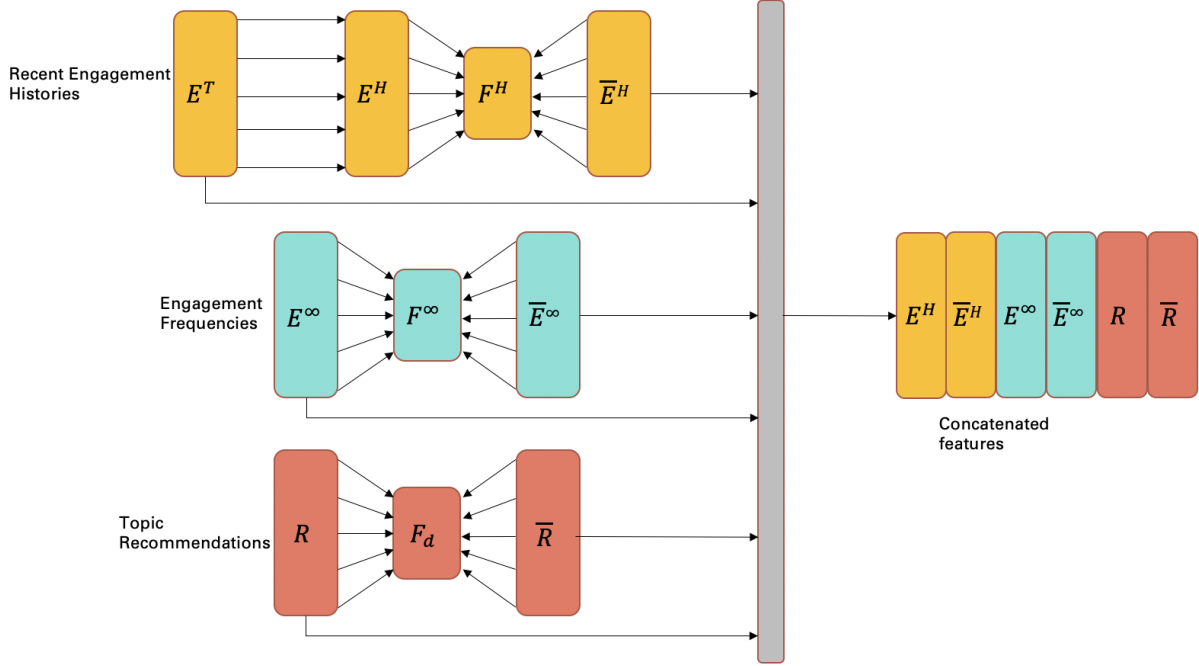 Recent Engagement
Histories
E^T
E^H
F^H
E̅^H
Engagement
Frequencies
E^∞
F^∞
E̅^∞
Topic
Recommendations
R
F_d
R̅
E^H E̅^H E^∞ E̅^∞ R R̅
Concatenated
features